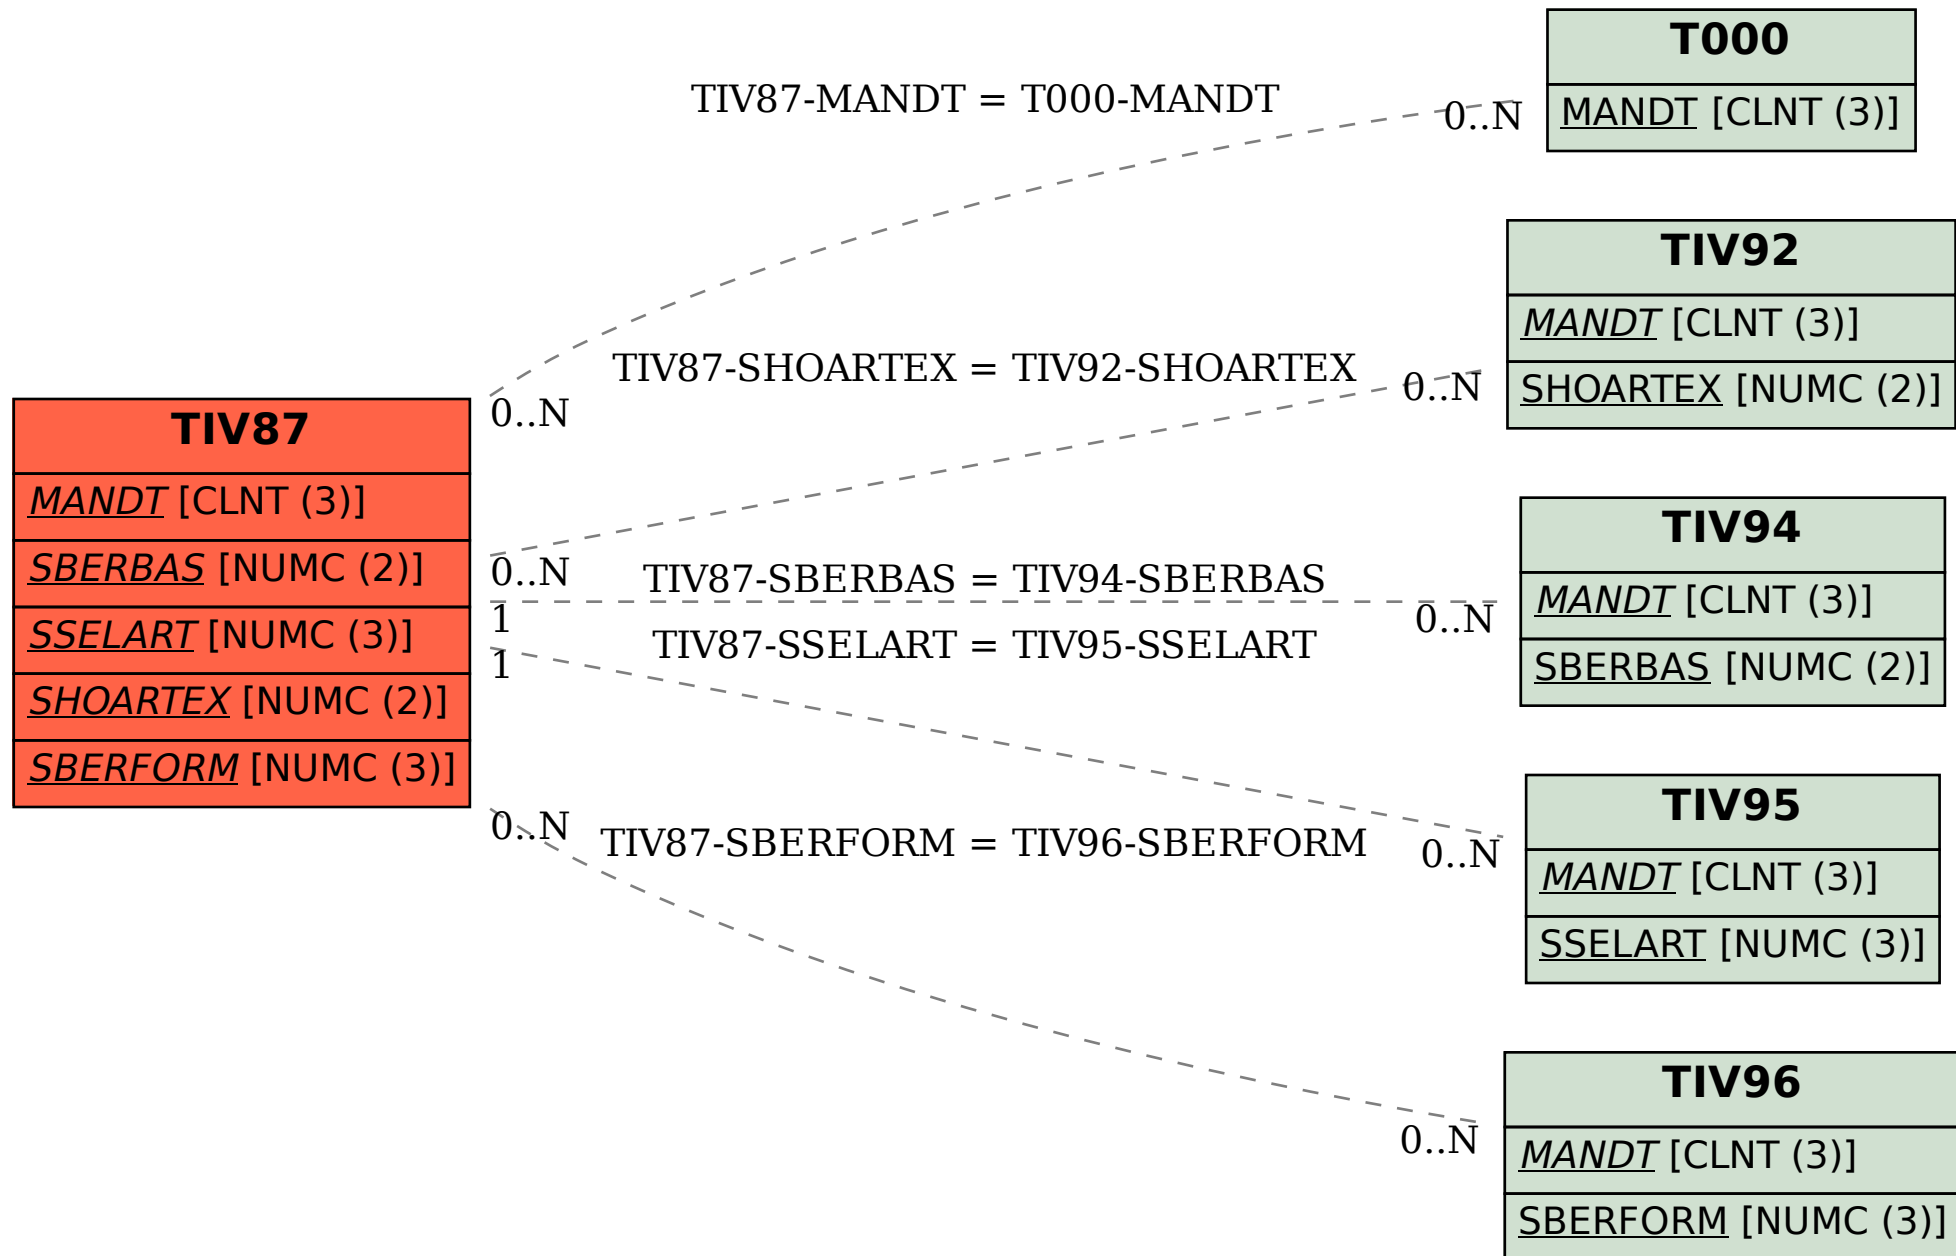 T000
MANDT [CLNT (3)]
TIV87-MANDT = T000-MANDT
0..N
TIV92
MANDT [CLNT (3)]
SHOARTEX [NUMC (2)]
TIV87-SHOARTEX = TIV92-SHOARTEX
0..N
0..N
TIV87
MANDT [CLNT (3)]
SBERBAS [NUMC (2)]
SSELART [NUMC (3)]
SHOARTEX [NUMC (2)]
SBERFORM [NUMC (3)]
0..N
TIV87-SBERBAS = TIV94-SBERBAS
1
0..N
TIV87-SSELART = TIV95-SSELART
1
TIV94
MANDT [CLNT (3)]
SBERBAS [NUMC (2)]
0..N
TIV87-SBERFORM = TIV96-SBERFORM
0..N
TIV95
MANDT [CLNT (3)]
SSELART [NUMC (3)]
0..N
TIV96
MANDT [CLNT (3)]
SBERFORM [NUMC (3)]